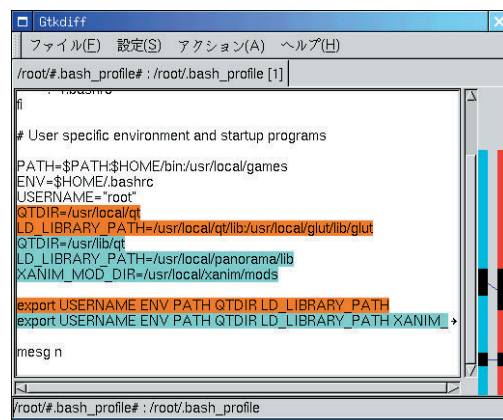 Gtkdiff
ファイル(F) 設定(S) アクション(A) ヘルプ(H)
/root/#.bash_profile# : /root/.bash_profile [1]
fi
# User specific environment and startup programs
PATH=$PATH:$HOME/bin:/usr/local/games
ENV=$HOME/.bashrc
USERNAME="root"
QTDIR=/usr/local/qt
LD_LIBRARY_PATH=/usr/local/qt/lib:/usr/local/glut/lib/glut
QTDIR=/usr/lib/qt
LD_LIBRARY_PATH=/usr/local/panorama/lib
XANIM_MOD_DIR=/usr/local/xanim/mods
export USERNAME ENV PATH QTDIR LD_LIBRARY_PATH
export USERNAME ENV PATH QTDIR LD_LIBRARY_PATH XANIM_
mesg n
/root/#.bash_profile# : /root/.bash_profile